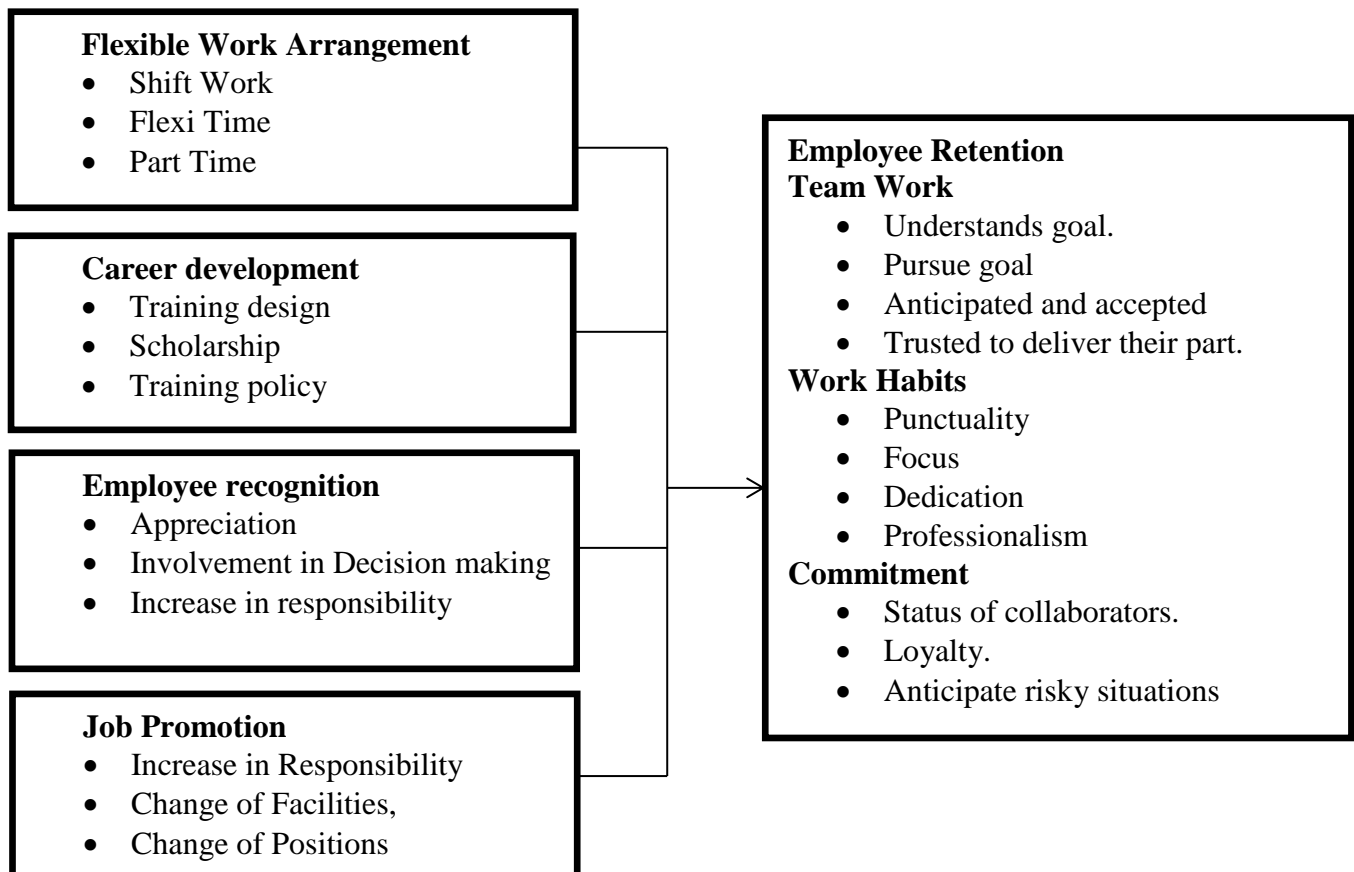 Flexible Work Arrangement
• Shift Work
• Flexi Time
• Part Time
Career development
• Training design
• Scholarship
• Training policy
Employee recognition
• Appreciation
• Involvement in Decision making
• Increase in responsibility
Job Promotion
• Increase in Responsibility
• Change of Facilities,
• Change of Positions
Employee Retention
Team Work
• Understands goal.
• Pursue goal
• Anticipated and accepted
• Trusted to deliver their part.
Work Habits
• Punctuality
• Focus
• Dedication
• Professionalism
Commitment
• Status of collaborators.
• Loyalty.
• Anticipate risky situations